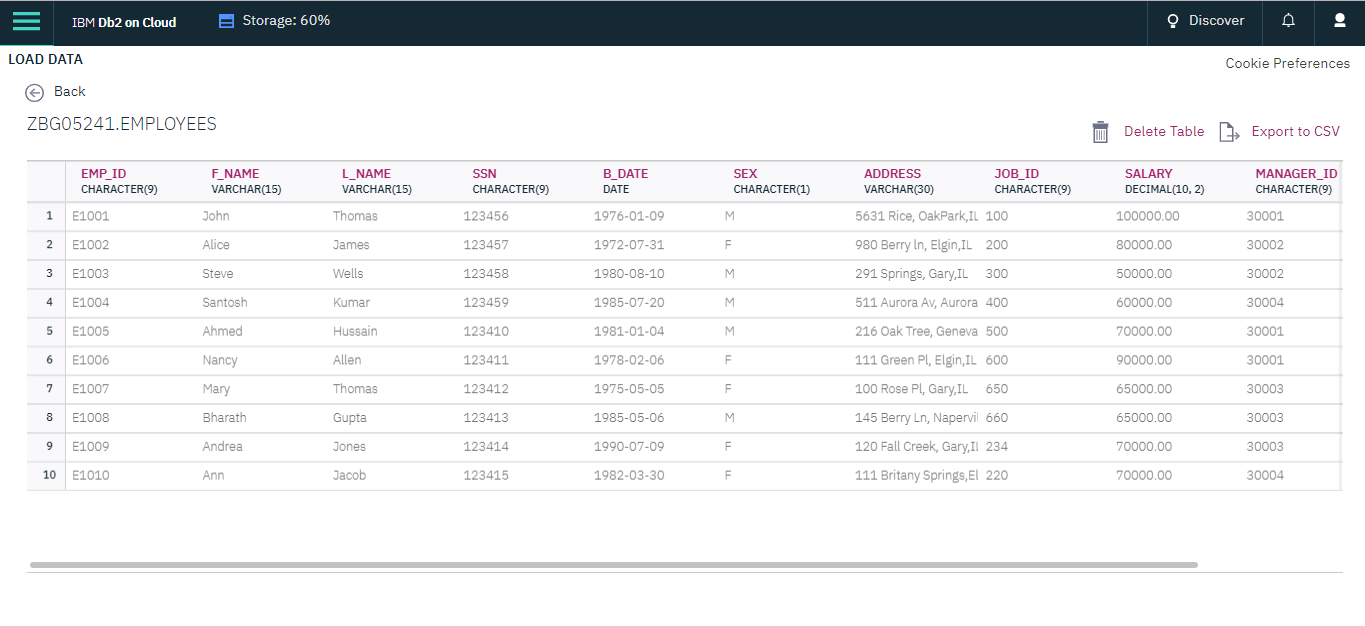 IBM Db2 on Cloud Storage: 60% Discover
LOAD DATA
Cookie Preferences
Back
ZBG05241.EMPLOYEES
Delete Table Export to CSV
EMP_ID F_NAME L_NAME SSN B_DATE SEX ADDRESS JOB_ID SALARY MANAGER_ID
CHARACTER(9) VARCHAR(15) VARCHAR(15) CHARACTER(9) DATE CHARACTER(1) VARCHAR(30) CHARACTER(9) DECIMAL(10, 2) CHARACTER(9)
1 E1001 John Thomas 123456 1976-01-09 M 5631 Rice, OakPark,IL 100 100000.00 30001
2 E1002 Alice James 123457 1972-07-31 F 980 Berry ln, Elgin,IL 200 80000.00 30002
3 E1003 Steve Wells 123458 1980-08-10 M 291 Springs, Gary,IL 300 50000.00 30002
4 E1004 Santosh Kumar 123459 1985-07-20 M 511 Aurora Av, Aurora 400 60000.00 30004
5 E1005 Ahmed Hussain 123410 1981-01-04 M 216 Oak Tree, Geneva 500 70000.00 30001
6 E1006 Nancy Allen 123411 1978-02-06 F 111 Green Pl, Elgin,IL 600 90000.00 30001
7 E1007 Mary Thomas 123412 1975-05-05 F 100 Rose Pl, Gary,IL 650 65000.00 30003
8 E1008 Bharath Gupta 123413 1985-05-06 M 145 Berry Ln, Napervil 660 65000.00 30003
9 E1009 Andrea Jones 123414 1990-07-09 F 120 Fall Creek, Gary,IL 234 70000.00 30003
10 E1010 Ann Jacob 123415 1982-03-30 F 111 Britany Springs,El 220 70000.00 30004